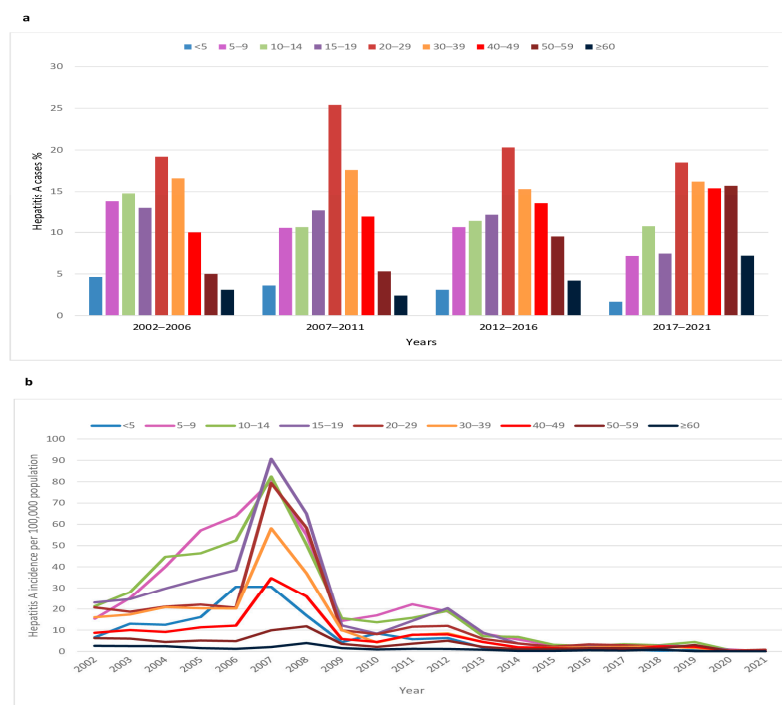 a
<5 5–9 10–14 15–19 20–29 30–39 40–49 50–59 ≥60
Hepatitis A cases %
30
25
20
15
10
5
0
2002–2006 2007–2011 2012–2016 2017–2021
Years
b
<5 5–9 10–14 15–19 20–29 30–39 40–49 50–59 ≥60
Hepatitis A incidence per 100,000 population
100
90
80
70
60
50
40
30
20
10
0
2002 2003 2004 2005 2006 2007 2008 2009 2010 2011 2012 2013 2014 2015 2016 2017 2018 2019 2020 2021
Year